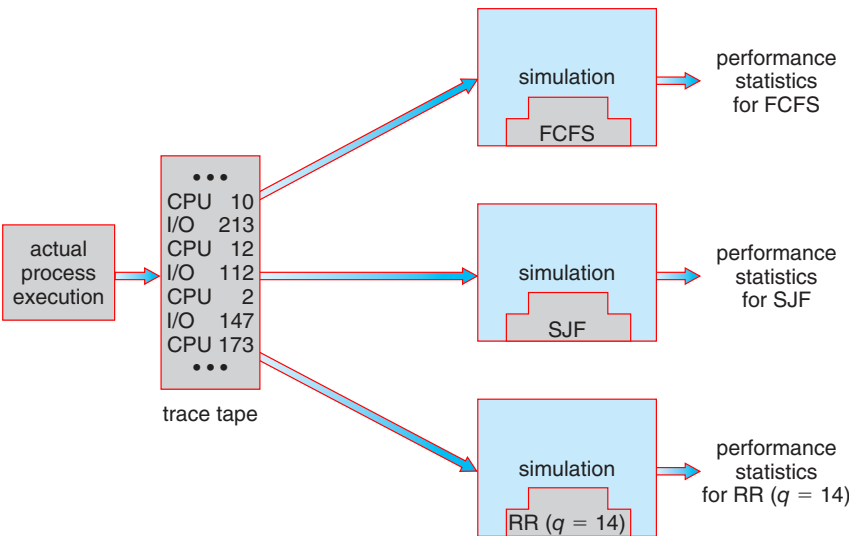 actual
process
execution
• • •
CPU 10
I/O 213
CPU 12
I/O 112
CPU 2
I/O 147
CPU 173
• • •
trace tape
simulation
FCFS
performance
statistics
for FCFS
simulation
SJF
performance
statistics
for SJF
simulation
RR (q = 14)
performance
statistics
for RR (q = 14)